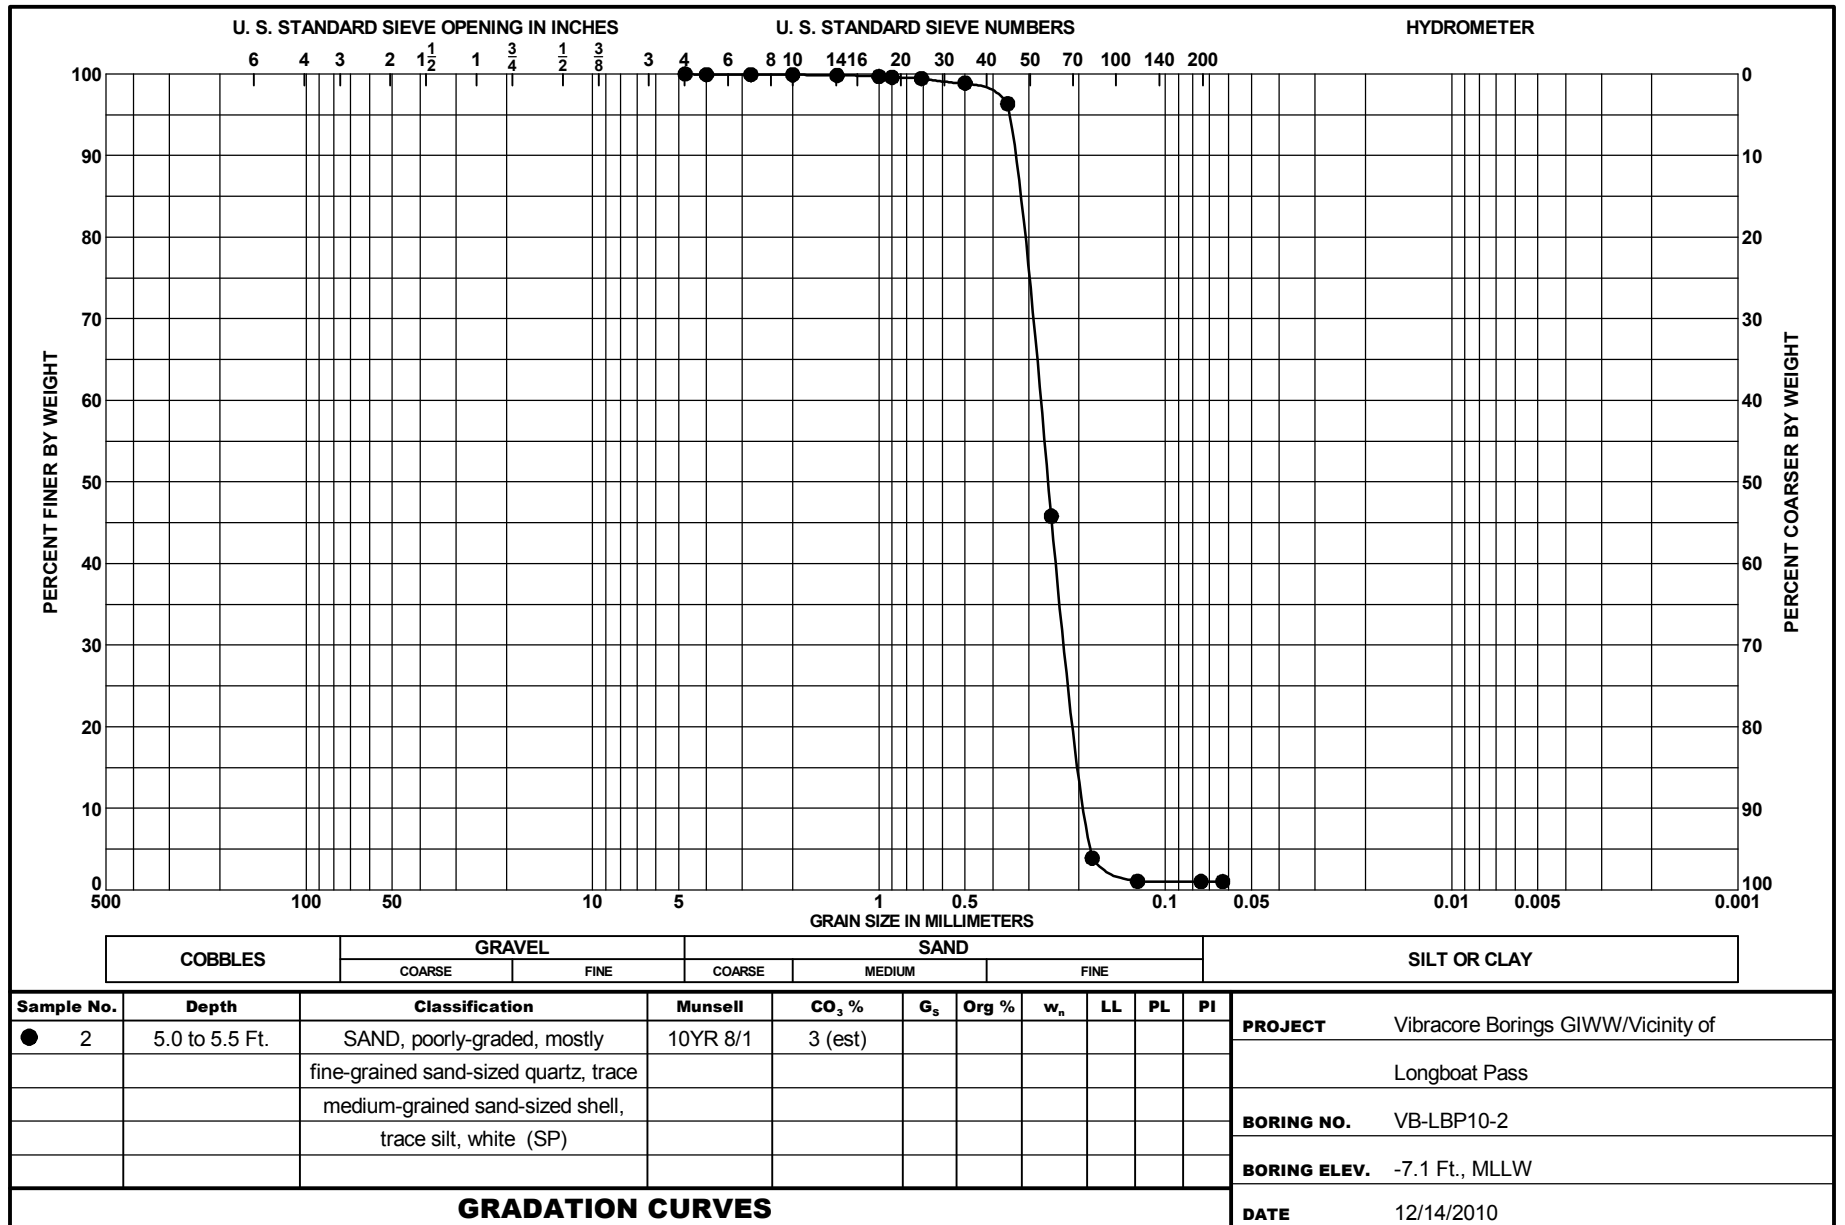 U. S. STANDARD SIEVE OPENING IN INCHES U. S. STANDARD SIEVE NUMBERS HYDROMETER
6 4 3 2 1 1/2 1 3/4 1/2 3/8 3 4 6 8 10 14 16 20 30 40 50 70 100 140 200
100 0
90 10
80 20
70 30
60 40
50 50
40 60
30 70
20 80
10 90
0 100
PERCENT FINER BY WEIGHT
PERCENT COARSER BY WEIGHT
500 100 50 10 5 1 0.5 0.1 0.05 0.01 0.005 0.001
GRAIN SIZE IN MILLIMETERS
COBBLES GRAVEL SAND SILT OR CLAY
COARSE FINE COARSE MEDIUM FINE
Sample No. Depth Classification Munsell CO₃ % Gₛ Org % wₙ LL PL PI
2 5.0 to 5.5 Ft. SAND, poorly-graded, mostly 10YR 8/1 3 (est)
fine-grained sand-sized quartz, trace
medium-grained sand-sized shell,
trace silt, white (SP)
PROJECT Vibracore Borings GIWW/Vicinity of
Longboat Pass
BORING NO. VB-LBP10-2
BORING ELEV. -7.1 Ft., MLLW
GRADATION CURVES
DATE 12/14/2010